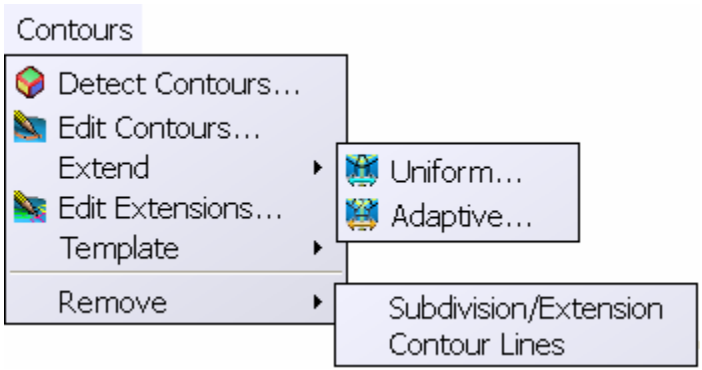 Contours
Detect Contours...
Edit Contours...
Extend
Uniform...
Adaptive...
Edit Extensions...
Template
Remove
Subdivision/Extension
Contour Lines